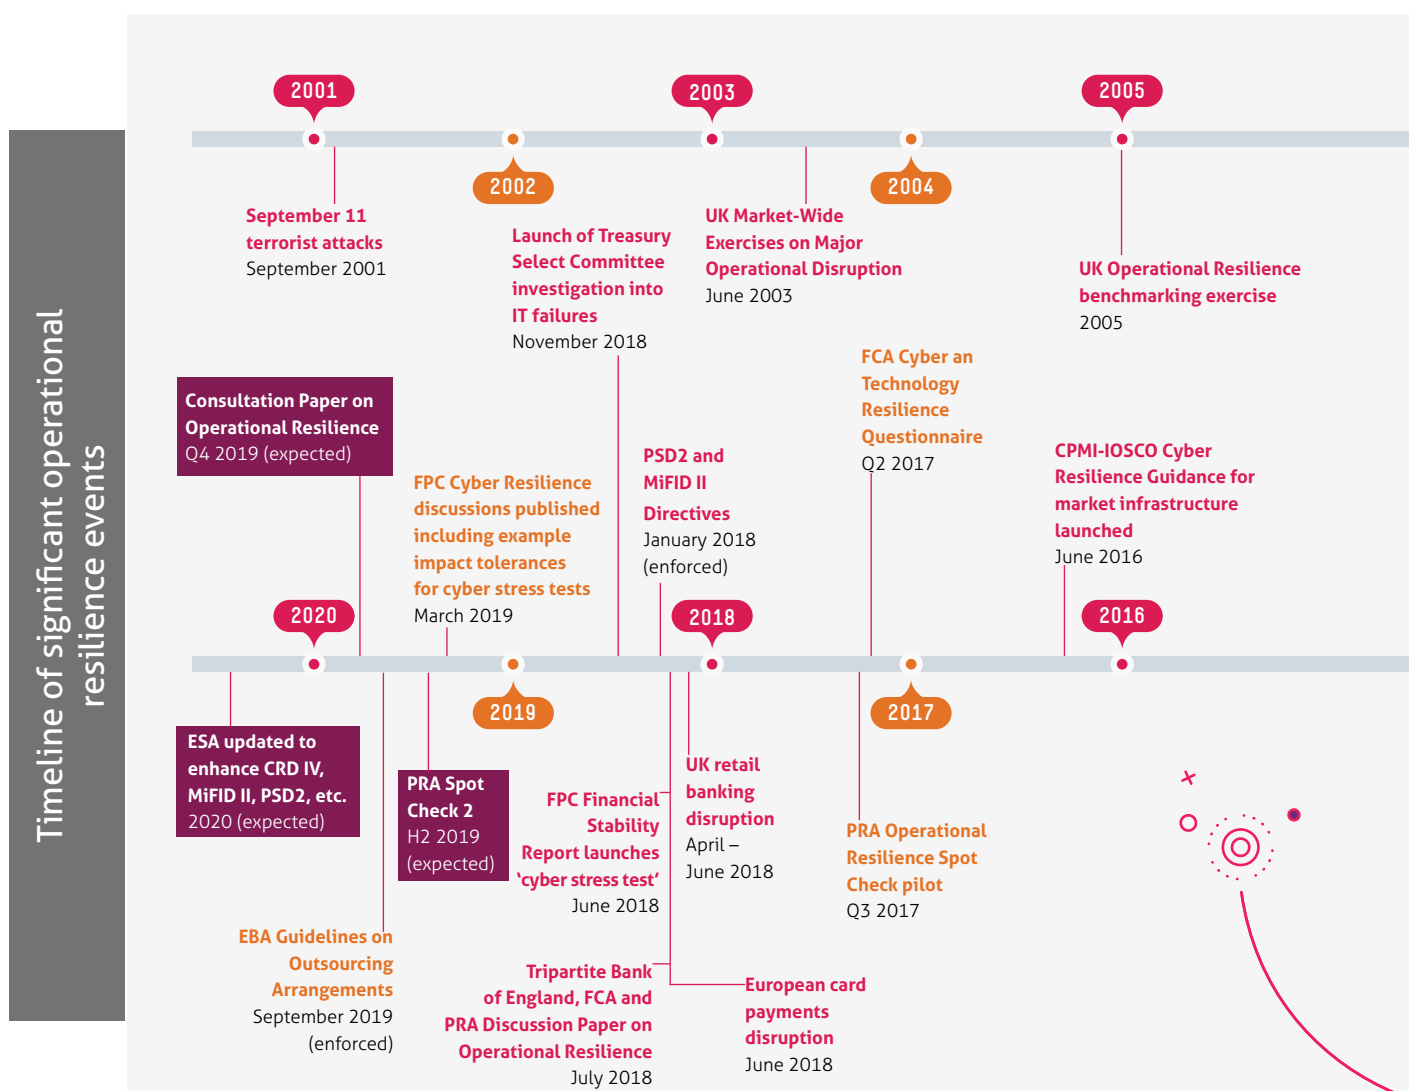 Timeline of significant operational
resilience events
2001
2003
2005
2002
2004
September 11
terrorist attacks
September 2001
Launch of Treasury
Select Committee
investigation into
IT failures
November 2018
UK Market-Wide
Exercises on Major
Operational Disruption
June 2003
UK Operational Resilience
benchmarking exercise
2005
Consultation Paper on
Operational Resilience
Q4 2019 (expected)
FPC Cyber Resilience
discussions published
including example
impact tolerances
for cyber stress tests
March 2019
PSD2 and
MiFID II
Directives
January 2018
(enforced)
FCA Cyber an
Technology
Resilience
Questionnaire
Q2 2017
CPMI-IOSCO Cyber
Resilience Guidance for
market infrastructure
launched
June 2016
2020
2018
2016
2019
2017
ESA updated to
enhance CRD IV,
MiFID II, PSD2, etc.
2020 (expected)
EBA Guidelines on
Outsourcing
Arrangements
September 2019
(enforced)
PRA Spot
Check 2
H2 2019
(expected)
FPC Financial
Stability
Report launches
‘cyber stress test’
June 2018
Tripartite Bank
of England, FCA and
PRA Discussion Paper on
Operational Resilience
July 2018
UK retail
banking
disruption
April –
June 2018
European card
payments
disruption
June 2018
PRA Operational
Resilience Spot
Check pilot
Q3 2017